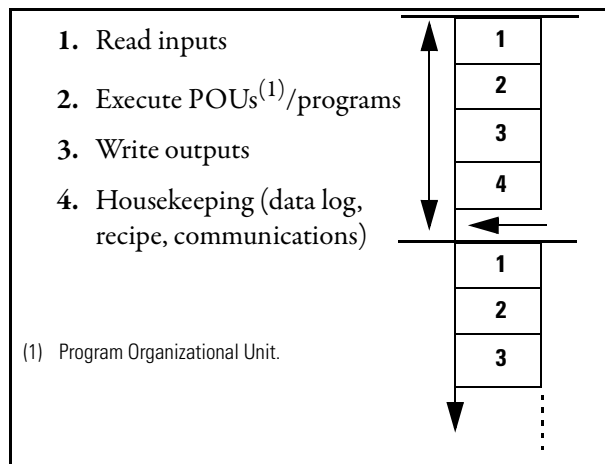 1. Read inputs
2. Execute POUs(1)/programs
3. Write outputs
4. Housekeeping (data log,
recipe, communications)
(1) Program Organizational Unit.
1
2
3
4
1
2
3